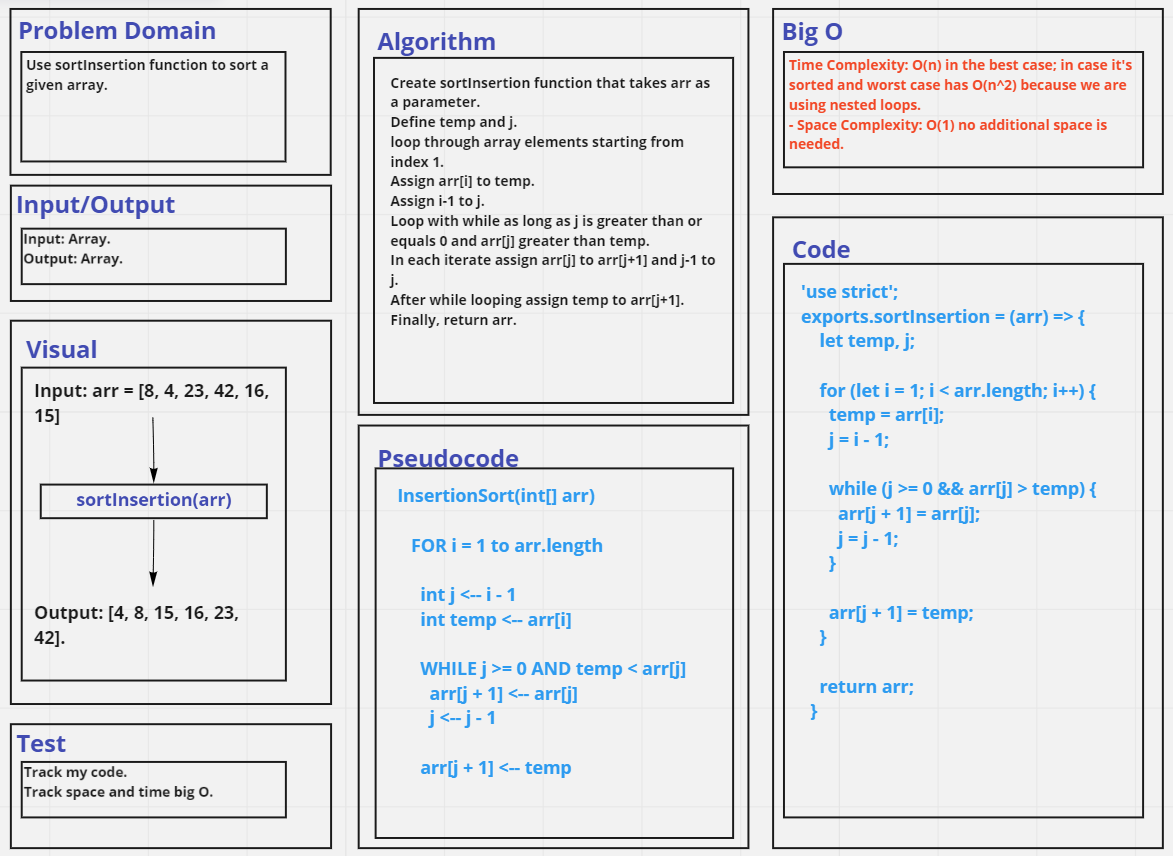 Problem Domain
Use sortInsertion function to sort a
given array.
Input/Output
Input: Array.
Output: Array.
Visual
Input: arr = [8, 4, 23, 42, 16,
15]
sortInsertion(arr)
Output: [4, 8, 15, 16, 23,
42].
Test
Track my code.
Track space and time big O.
Algorithm
Create sortInsertion function that takes arr as
a parameter.
Define temp and j.
loop through array elements starting from
index 1.
Assign arr[i] to temp.
Assign i-1 to j.
Loop with while as long as j is greater than or
equals 0 and arr[j] greater than temp.
In each iterate assign arr[j] to arr[j+1] and j-1 to
j.
After while looping assign temp to arr[j+1].
Finally, return arr.
Pseudocode
InsertionSort(int[] arr)
FOR i = 1 to arr.length
int j <-- i - 1
int temp <-- arr[i]
WHILE j >= 0 AND temp < arr[j]
arr[j + 1] <-- arr[j]
j <-- j - 1
arr[j + 1] <-- temp
Big O
Time Complexity: O(n) in the best case; in case it's
sorted and worst case has O(n^2) because we are
using nested loops.
- Space Complexity: O(1) no additional space is
needed.
Code
'use strict';
exports.sortInsertion = (arr) => {
let temp, j;
for (let i = 1; i < arr.length; i++) {
temp = arr[i];
j = i - 1;
while (j >= 0 && arr[j] > temp) {
arr[j + 1] = arr[j];
j = j - 1;
}
arr[j + 1] = temp;
}
return arr;
}